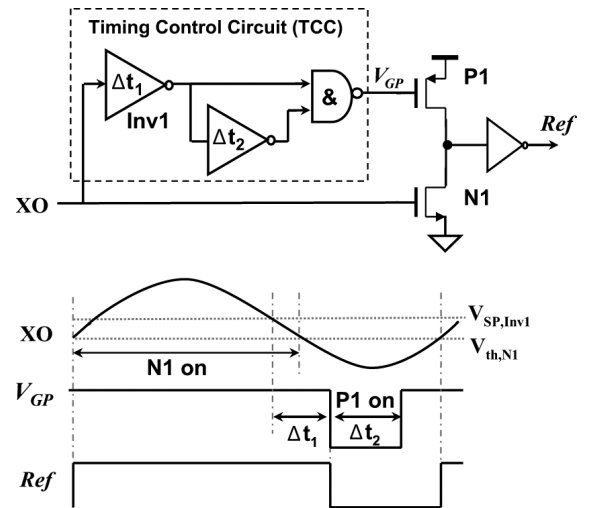 Timing Control Circuit (TCC)
Δt1
Inv1
Δt2
&
VGP
P1
Ref
XO
N1
XO
VSP,Inv1
Vth,N1
N1 on
VGP
P1 on
Δt1
Δt2
Ref